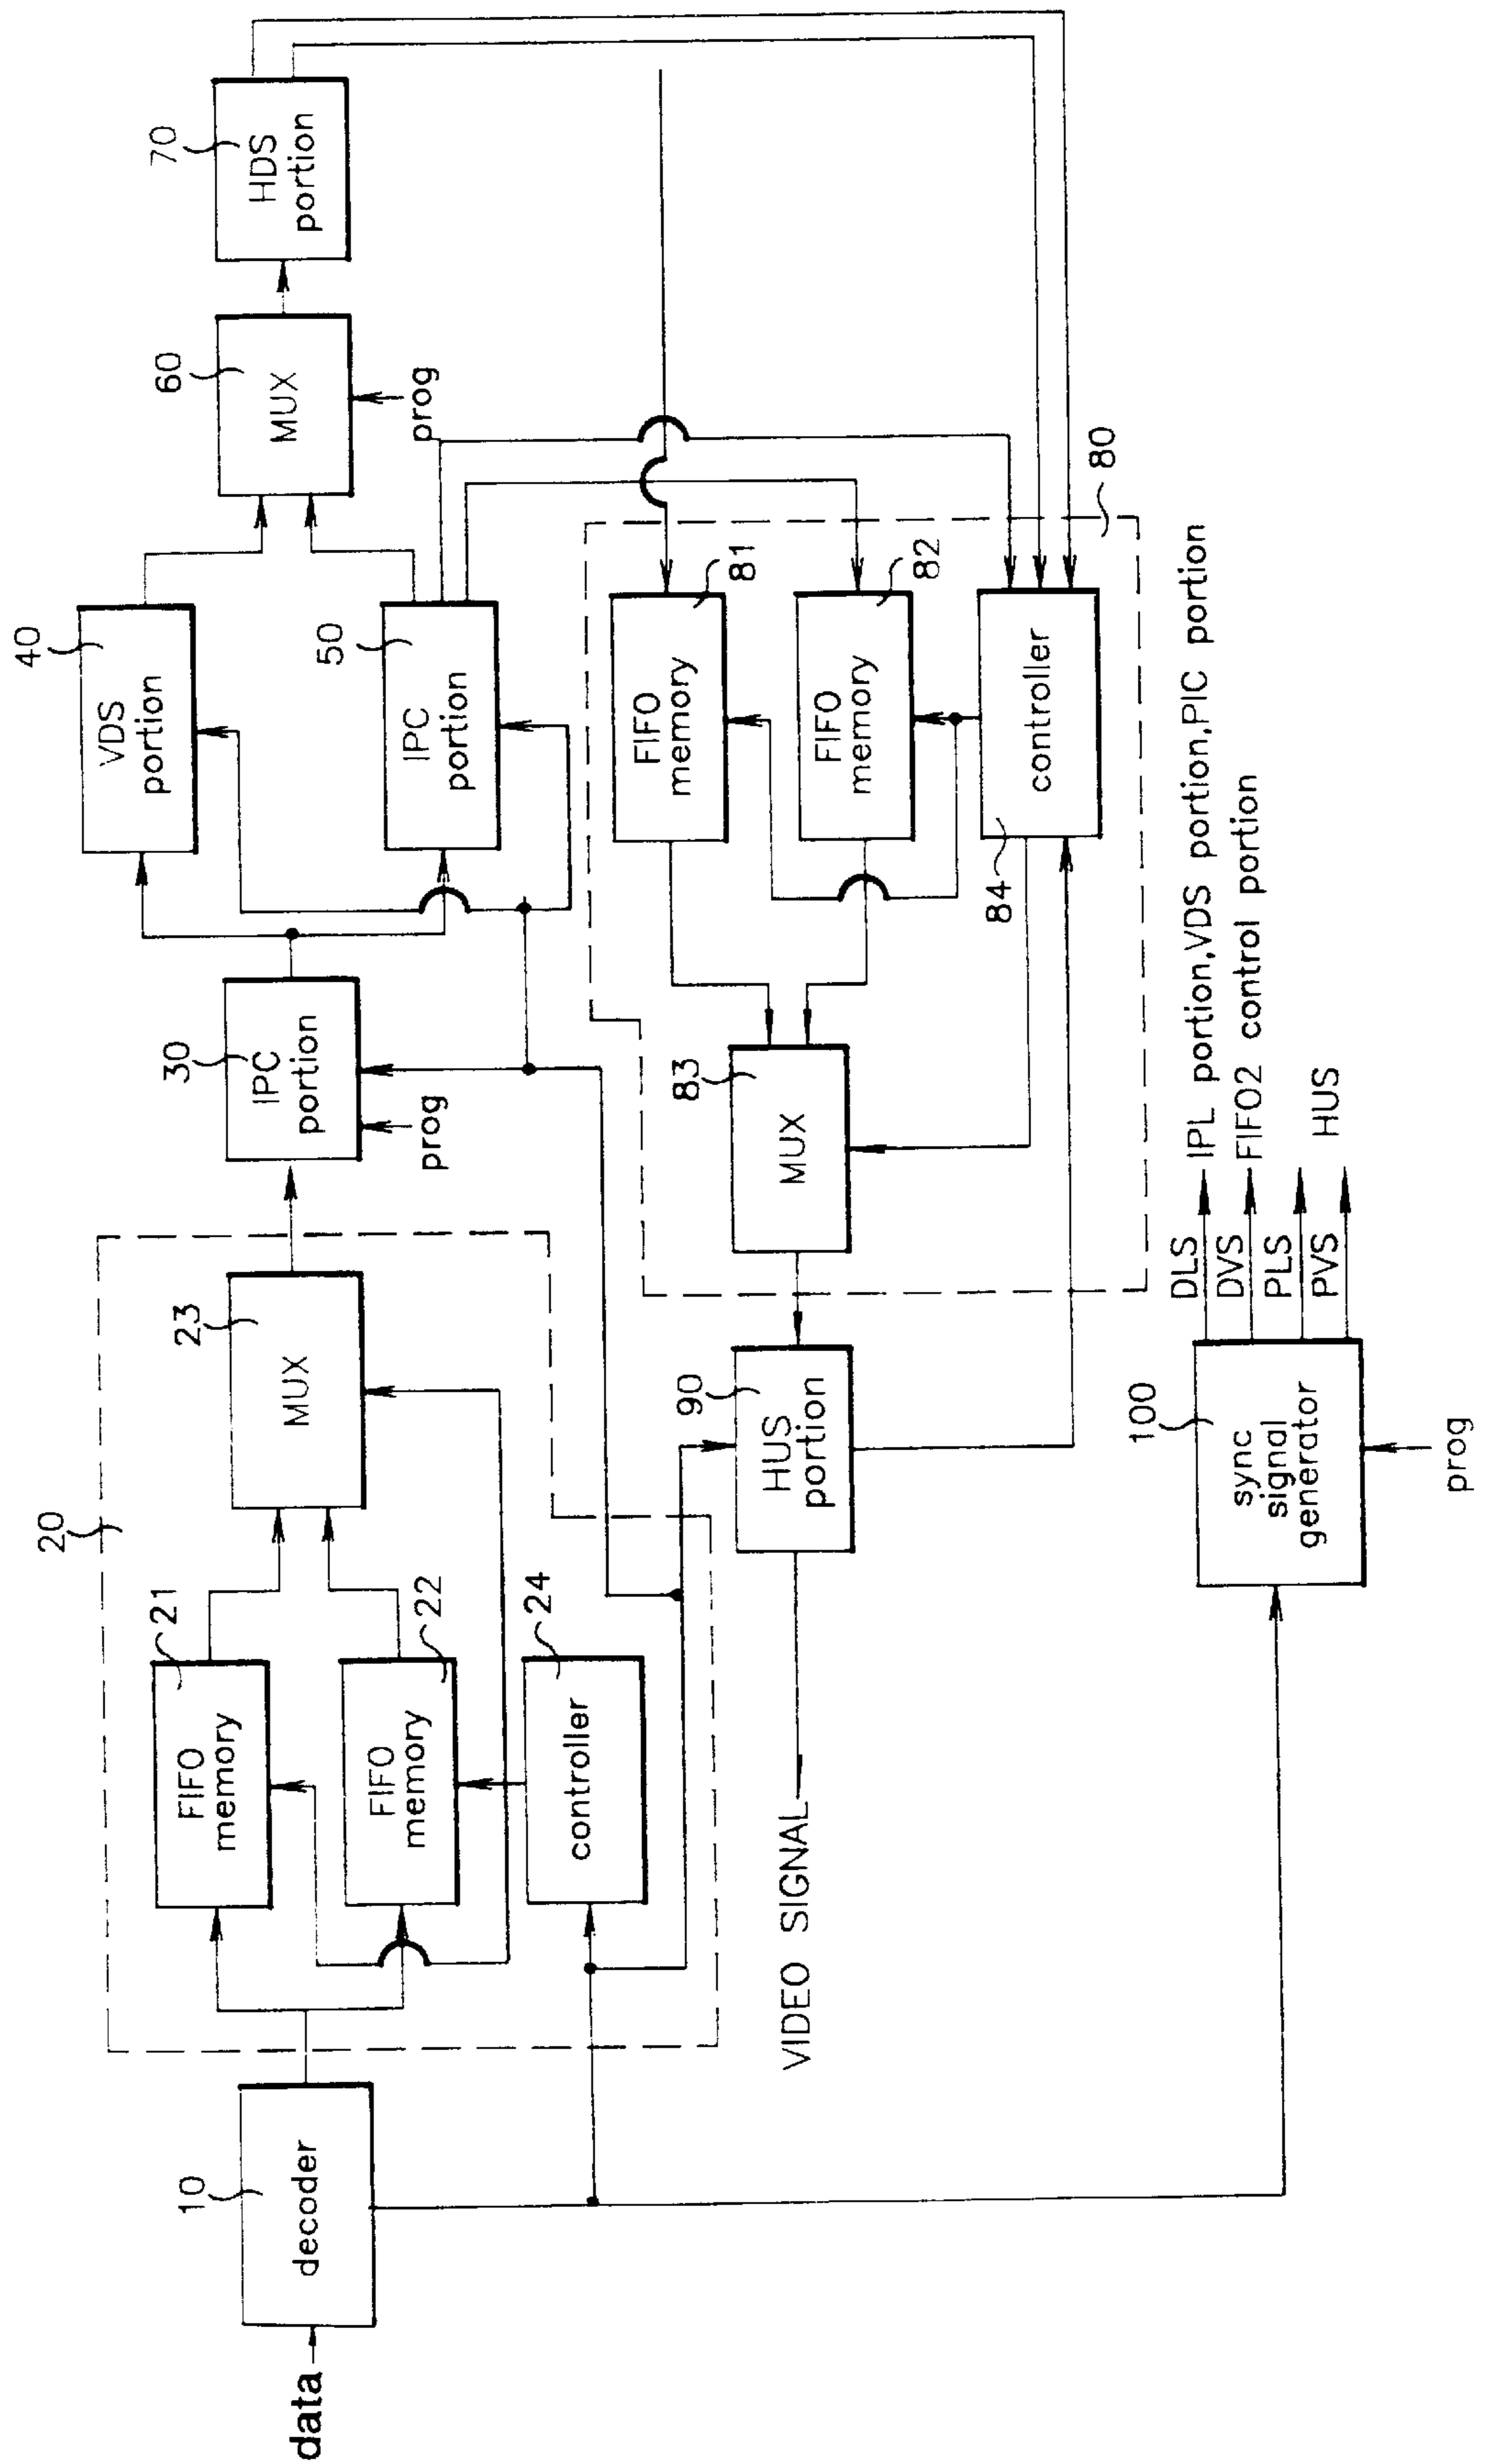 data
10
decoder
20
21
FIFO
memory
22
FIFO
memory
24
controller
23
MUX
30
IPC
portion
prog
40
VDS
portion
50
IPC
portion
60
MUX
prog
70
HDS
portion
80
81
FIFO
memory
82
FIFO
memory
84
controller
83
MUX
90
HUS
portion
VIDEO SIGNAL
100
sync
signal
generator
prog
DLS
IPL portion,VDS portion,PIC portion
DVS
FIFO2 control portion
PLS
PVS
HUS